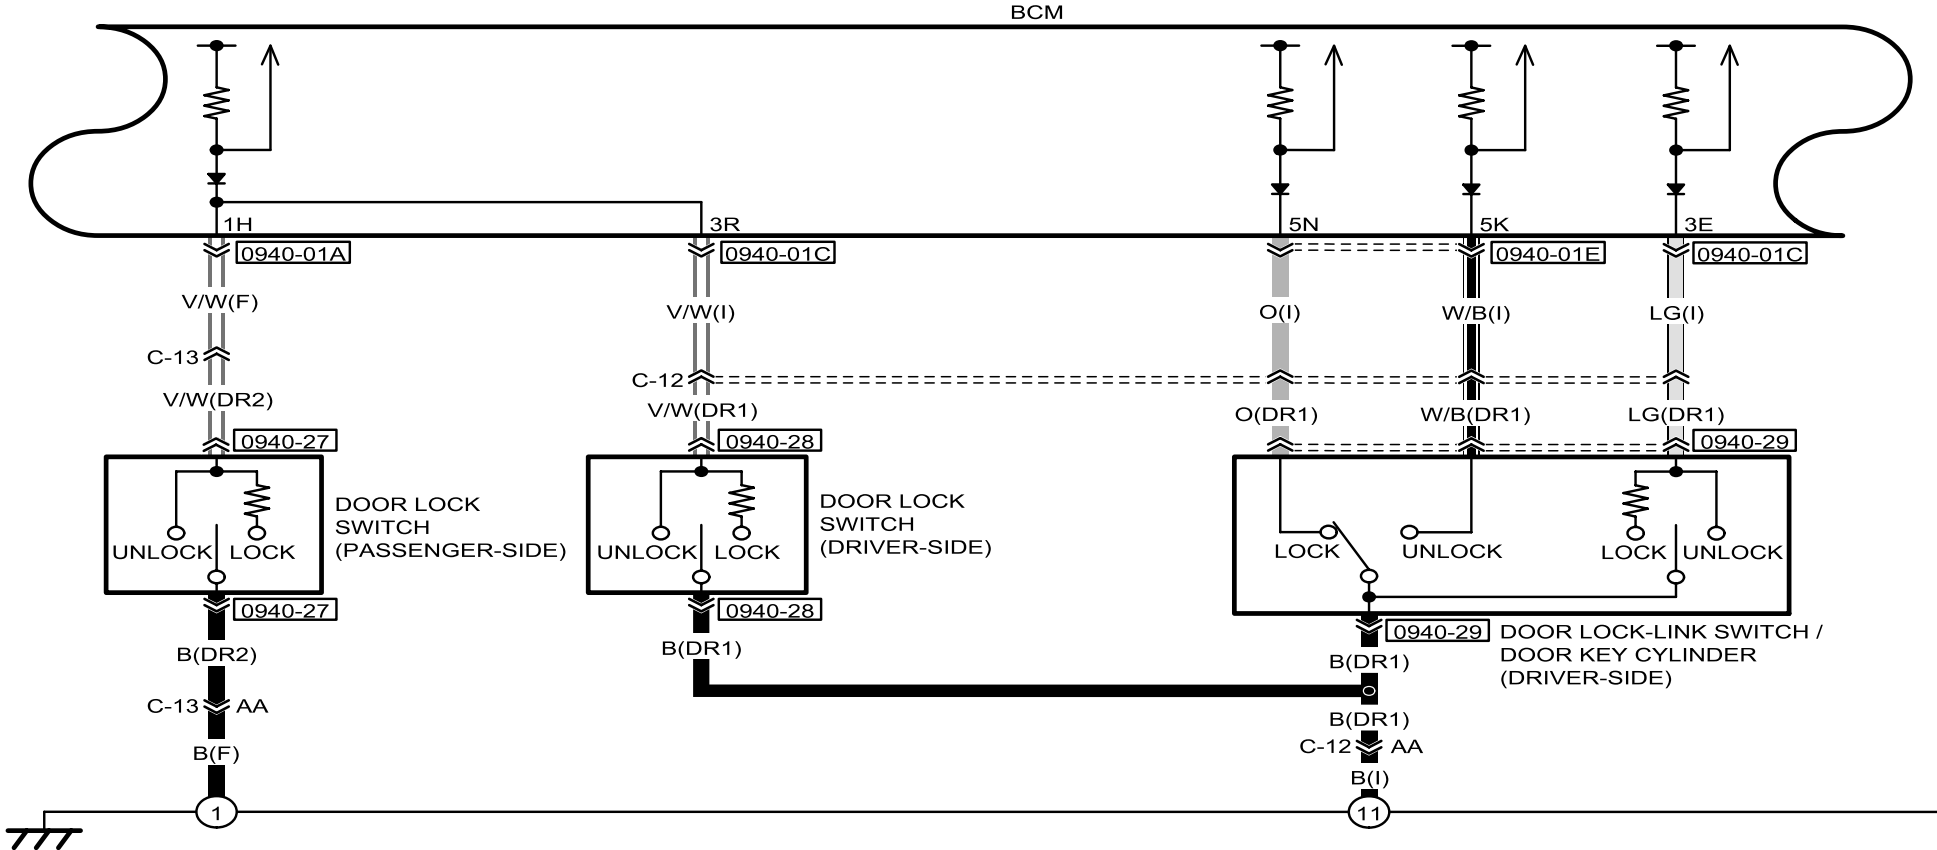 BCM
1H
3R
5N
5K
3E
0940-01A
0940-01C
0940-01E
0940-01C
V/W(F)
V/W(I)
O(I)
W/B(I)
LG(I)
C-13
C-12
V/W(DR2)
V/W(DR1)
O(DR1)
W/B(DR1)
LG(DR1)
0940-27
0940-28
0940-29
UNLOCK
LOCK
DOOR LOCK
SWITCH
(PASSENGER-SIDE)
UNLOCK
LOCK
DOOR LOCK
SWITCH
(DRIVER-SIDE)
LOCK
UNLOCK
LOCK
UNLOCK
0940-27
0940-28
0940-29
DOOR LOCK-LINK SWITCH /
DOOR KEY CYLINDER
(DRIVER-SIDE)
B(DR2)
B(DR1)
B(DR1)
C-13
AA
B(DR1)
C-12
AA
B(F)
B(I)
1
11